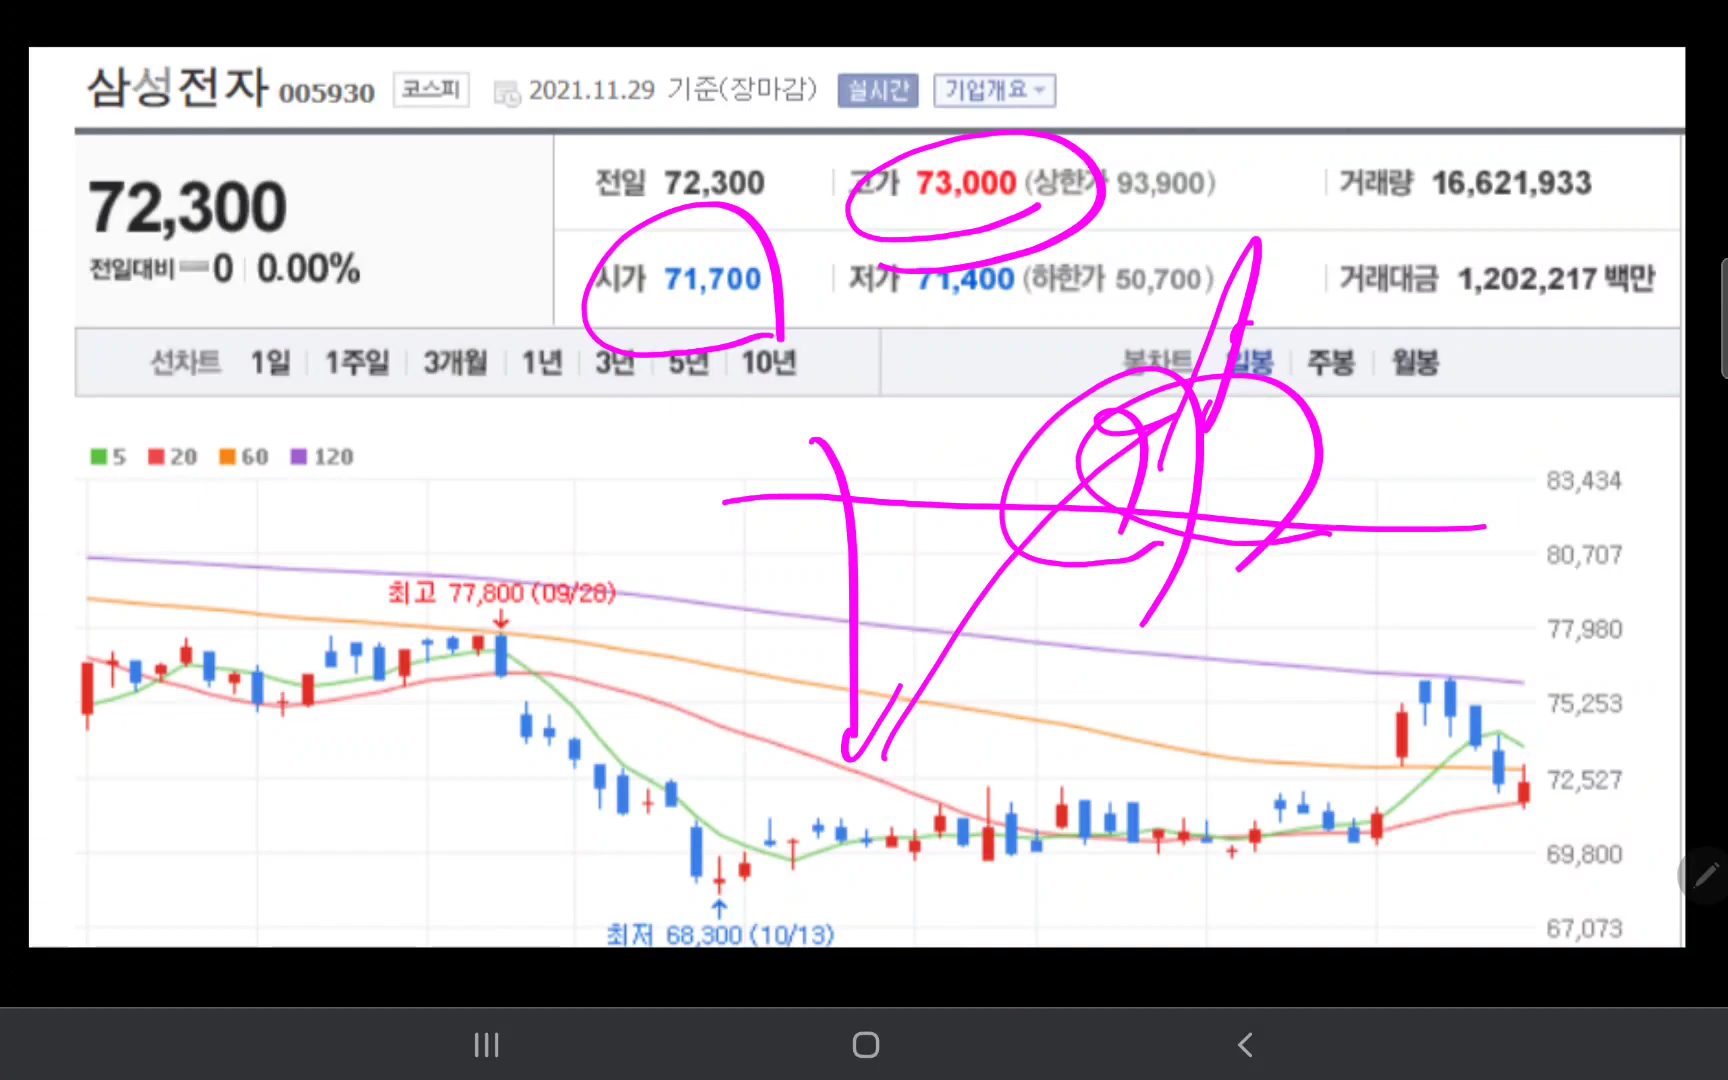 삼성전자 005930 코스피 2021.11.29 기준(장마감) 실시간 기업개요
72,300
전일대비 0 0.00%
전일 72,300 고가 73,000 (상한가 93,900) 거래량 16,621,933
시가 71,700 저가 71,400 (하한가 50,700) 거래대금 1,202,217 백만
선차트 1일 1주일 3개월 1년 3년 5년 10년 봉차트 일봉 주봉 월봉
5 20 60 120
83,434
80,707
최고 77,800 (09/28)
77,980
75,253
72,527
69,800
최저 68,300 (10/13)
67,073